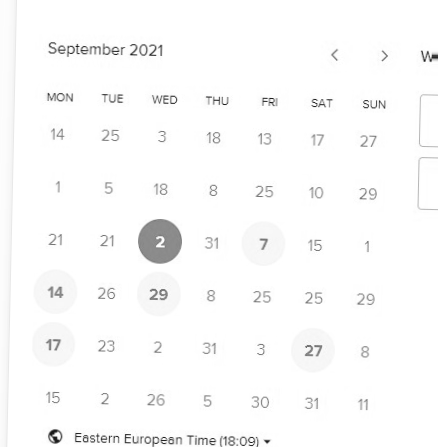 September 2021 < >
MON TUE WED THU FRI SAT SUN
14 25 3 18 13 17 27
1 5 18 8 25 10 29
21 21 2 31 7 15 1
14 26 29 8 25 25 29
17 23 2 31 3 27 8
15 2 26 5 30 31 11
Eastern European Time (18:09)